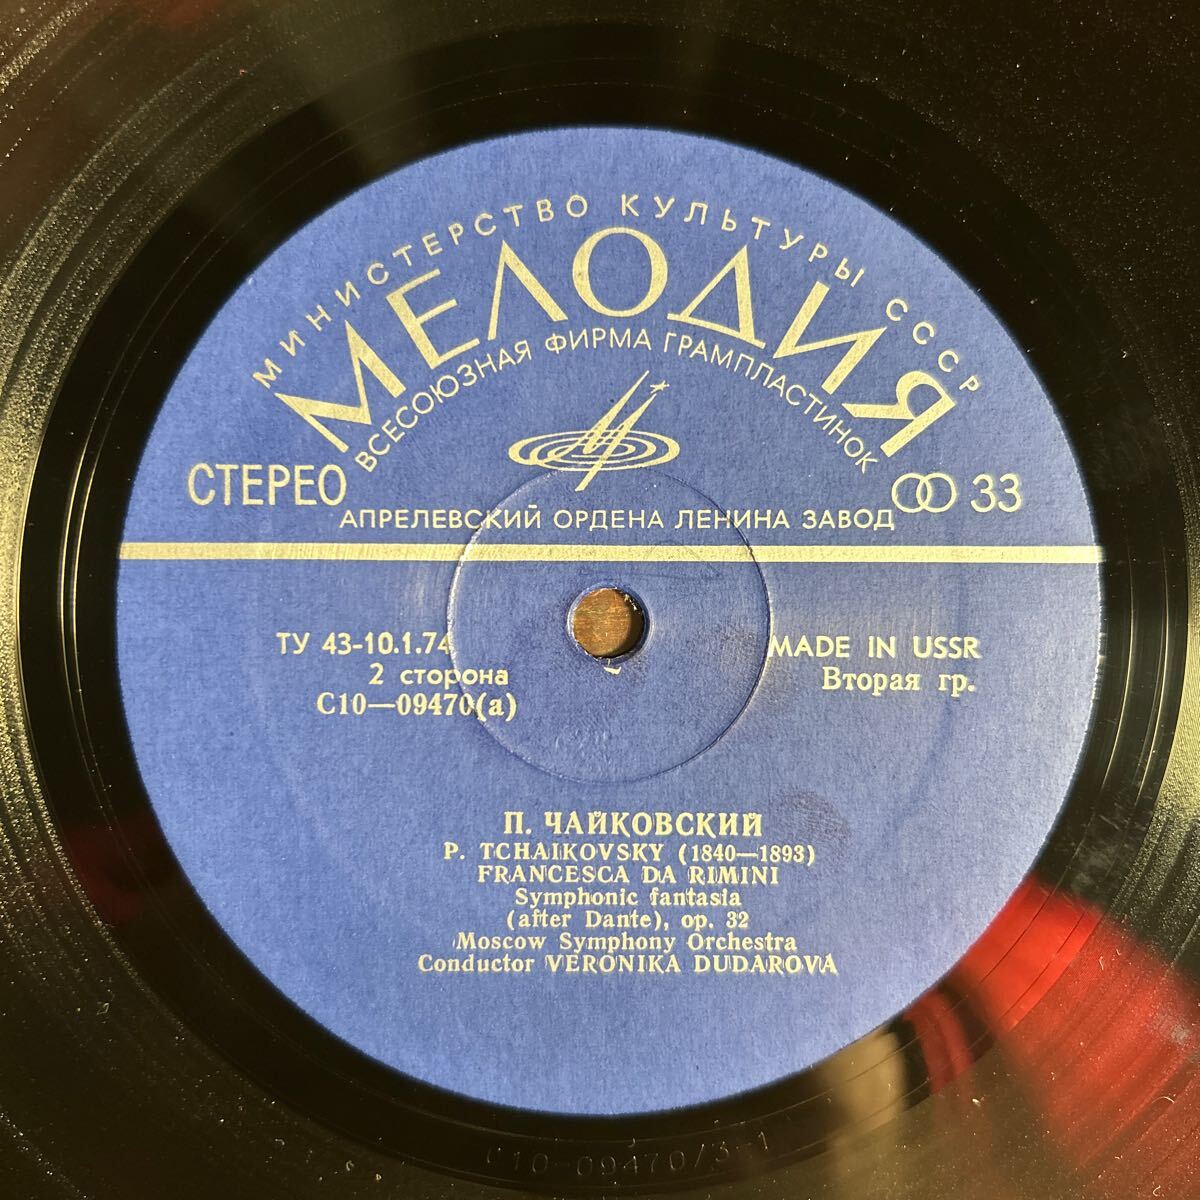 МИНИСТЕРСТВО КУЛЬТУРЫ СССР
МЕЛОДИЯ
ВСЕСОЮЗНАЯ ФИРМА ГРАМПЛАСТИНОК
СТЕРЕО
33
АПРЕЛЕВСКИЙ ОРДЕНА ЛЕНИНА ЗАВОД
ТУ 43-10.1.74
2 сторона
С10—09470(а)
MADE IN USSR
Вторая гр.
П. ЧАЙКОВСКИЙ
P. TCHAIKOVSKY (1840—1893)
FRANCESCA DA RIMINI
Symphonic fantasia
(after Dante), op. 32
Moscow Symphony Orchestra
Conductor VERONIKA DUDAROVA